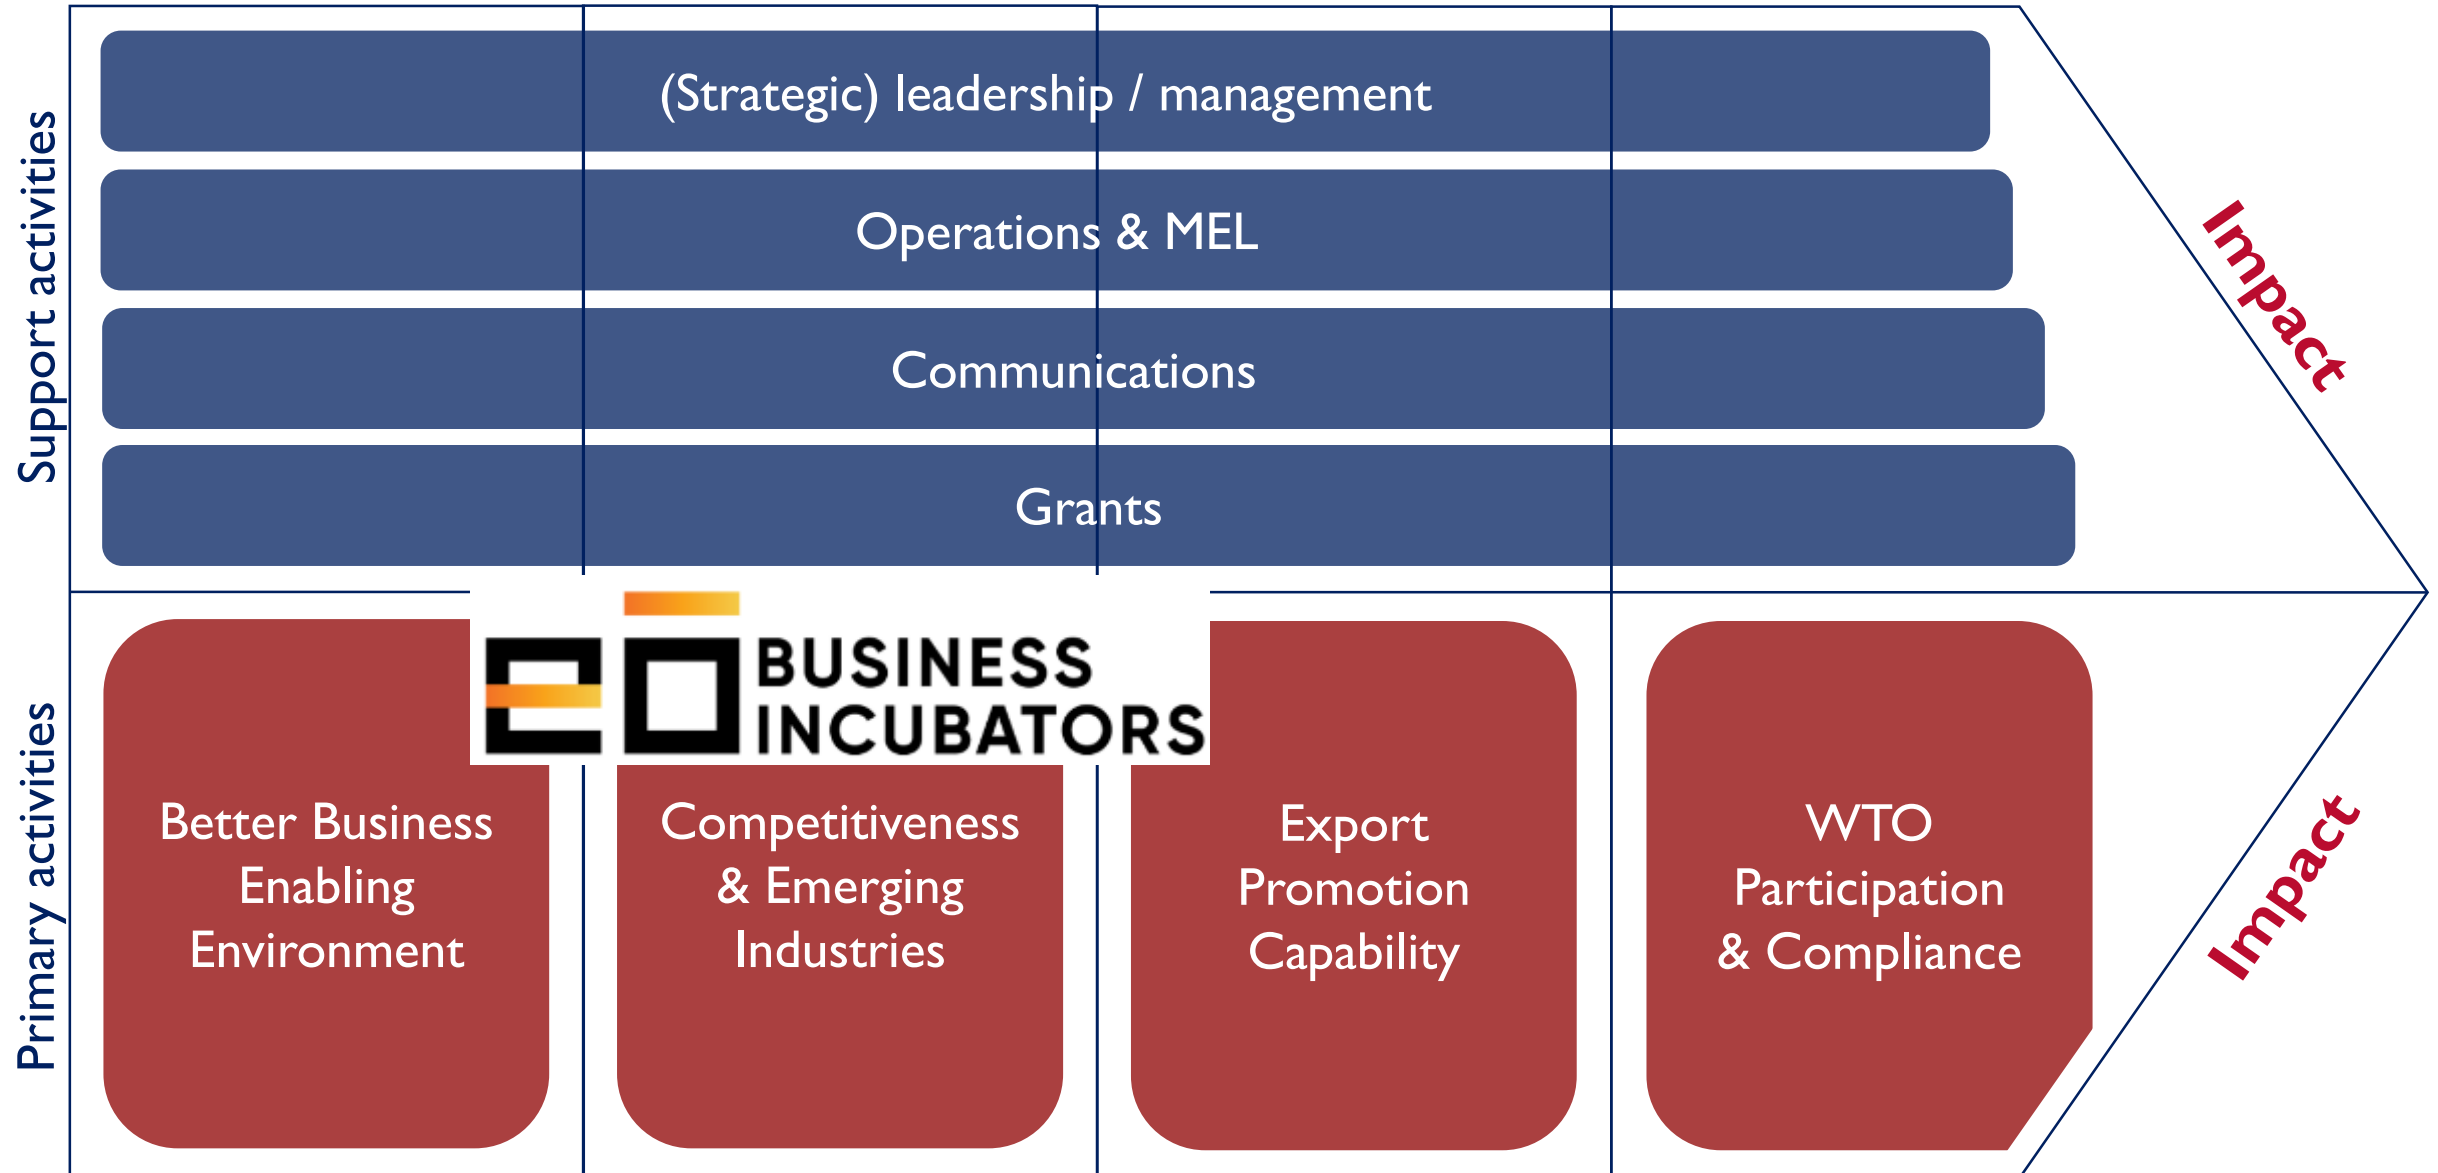 Support activities
(Strategic) leadership / management
Operations & MEL
Communications
Grants
Impact
Primary activities
BUSINESS
INCUBATORS
Better Business
Enabling
Environment
Competitiveness
& Emerging
Industries
Export
Promotion
Capability
WTO
Participation
& Compliance
Impact